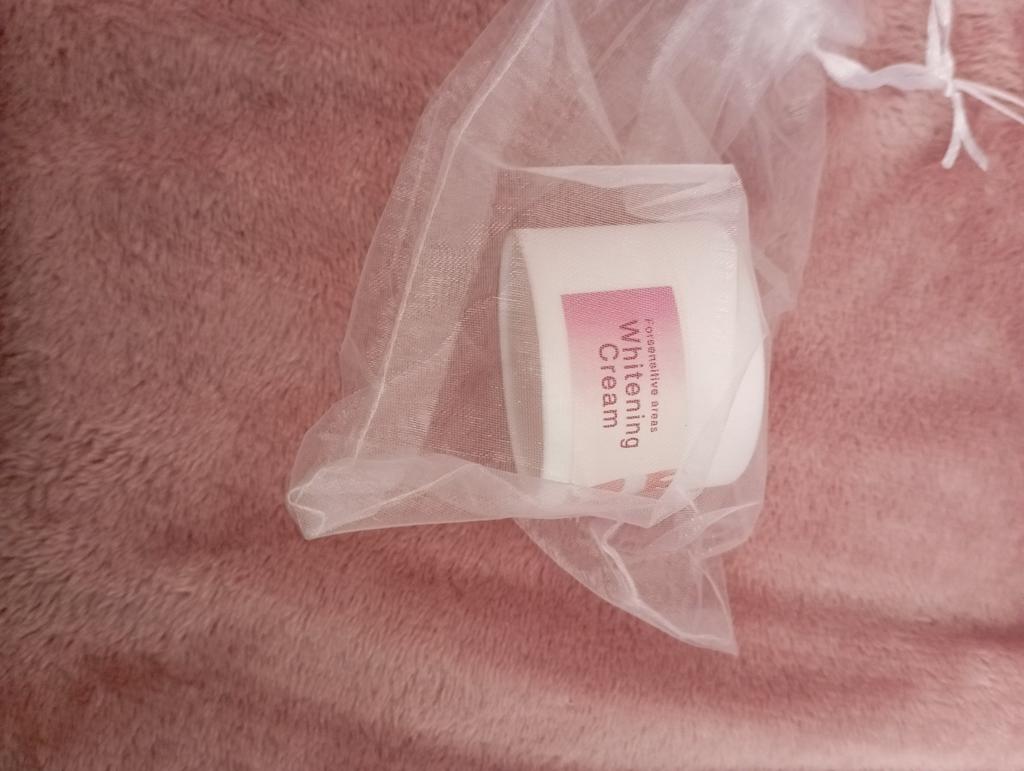 Forsensitive areas
Whitening
Cream